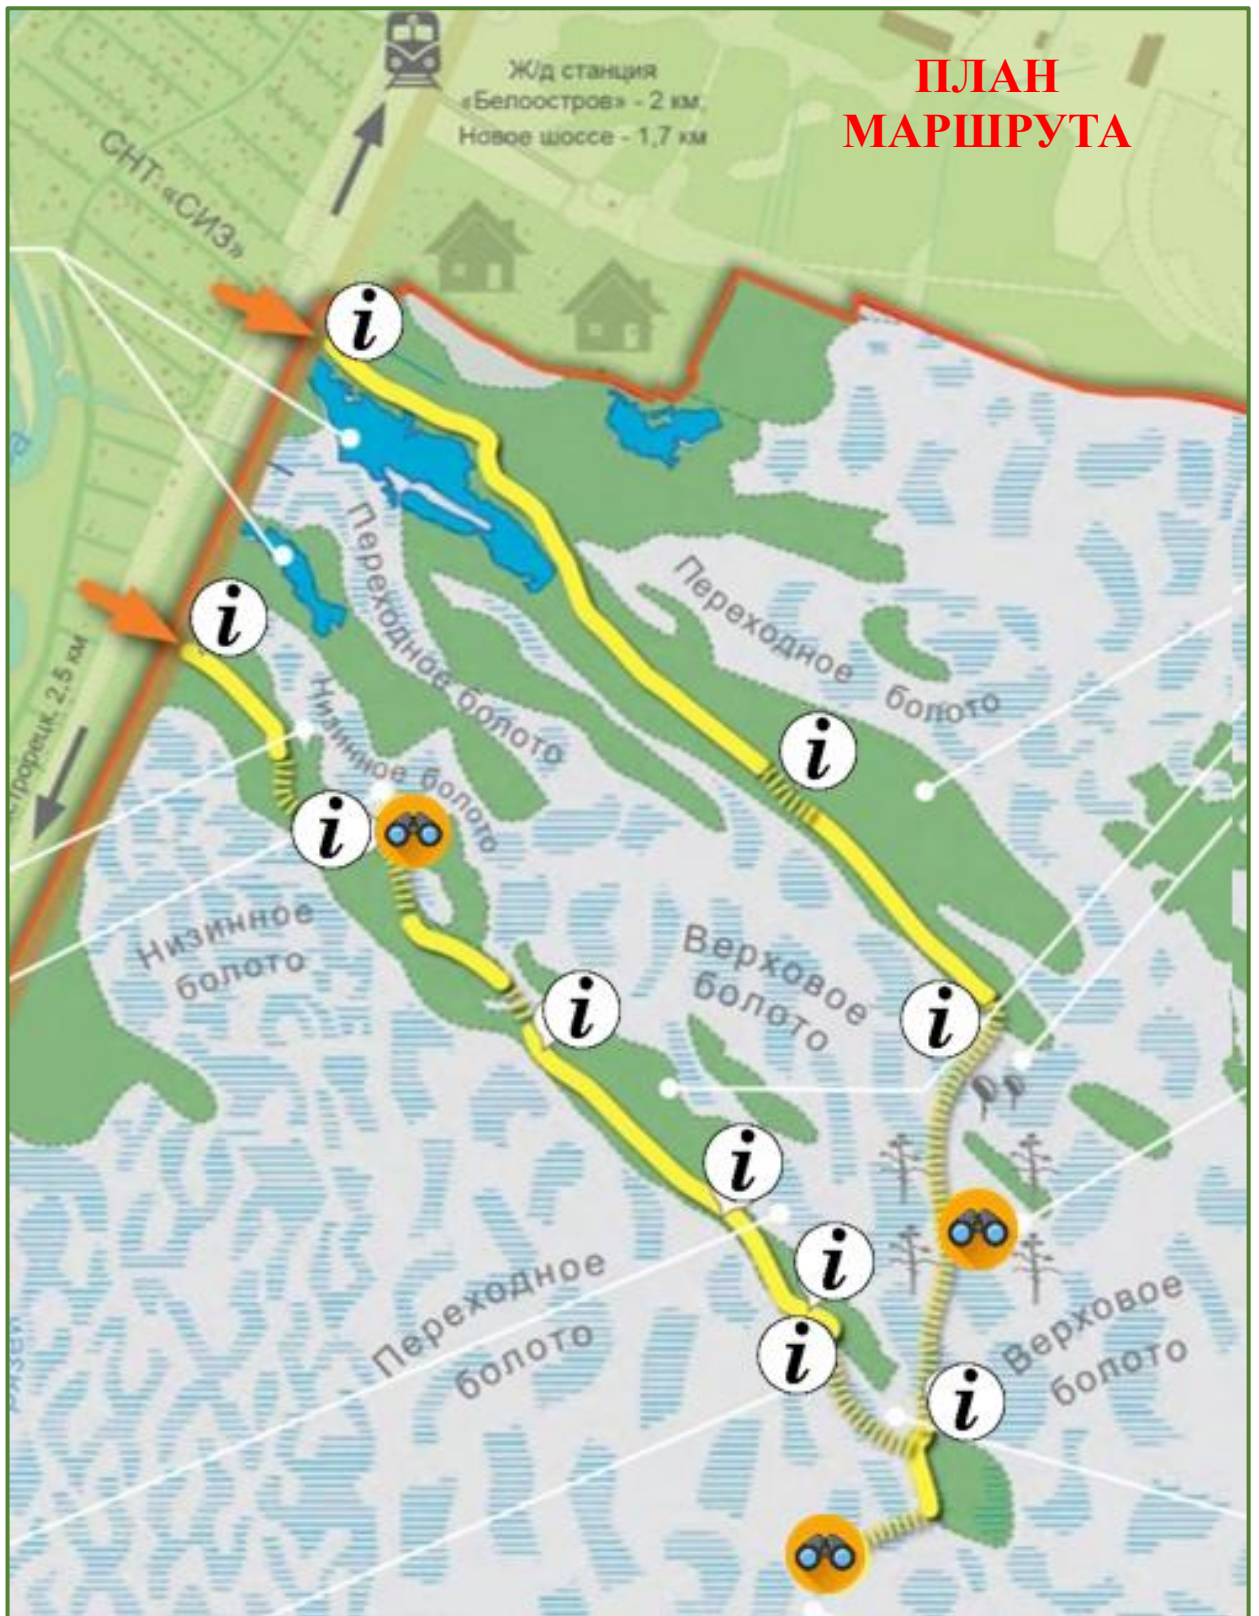 ПЛАН
МАРШРУТА
Ж/д станция
«Белоостров» - 2 км,
Новое шоссе - 1,7 км
СНТ «СИЗ»
i
i
2,5 км
Переходное болото
Переходное
болото
Низинное болото
i
i
Низинное
болото
Верховое
болото
i
i
i
i
Переходное
болото
i
Верховое
болото
i